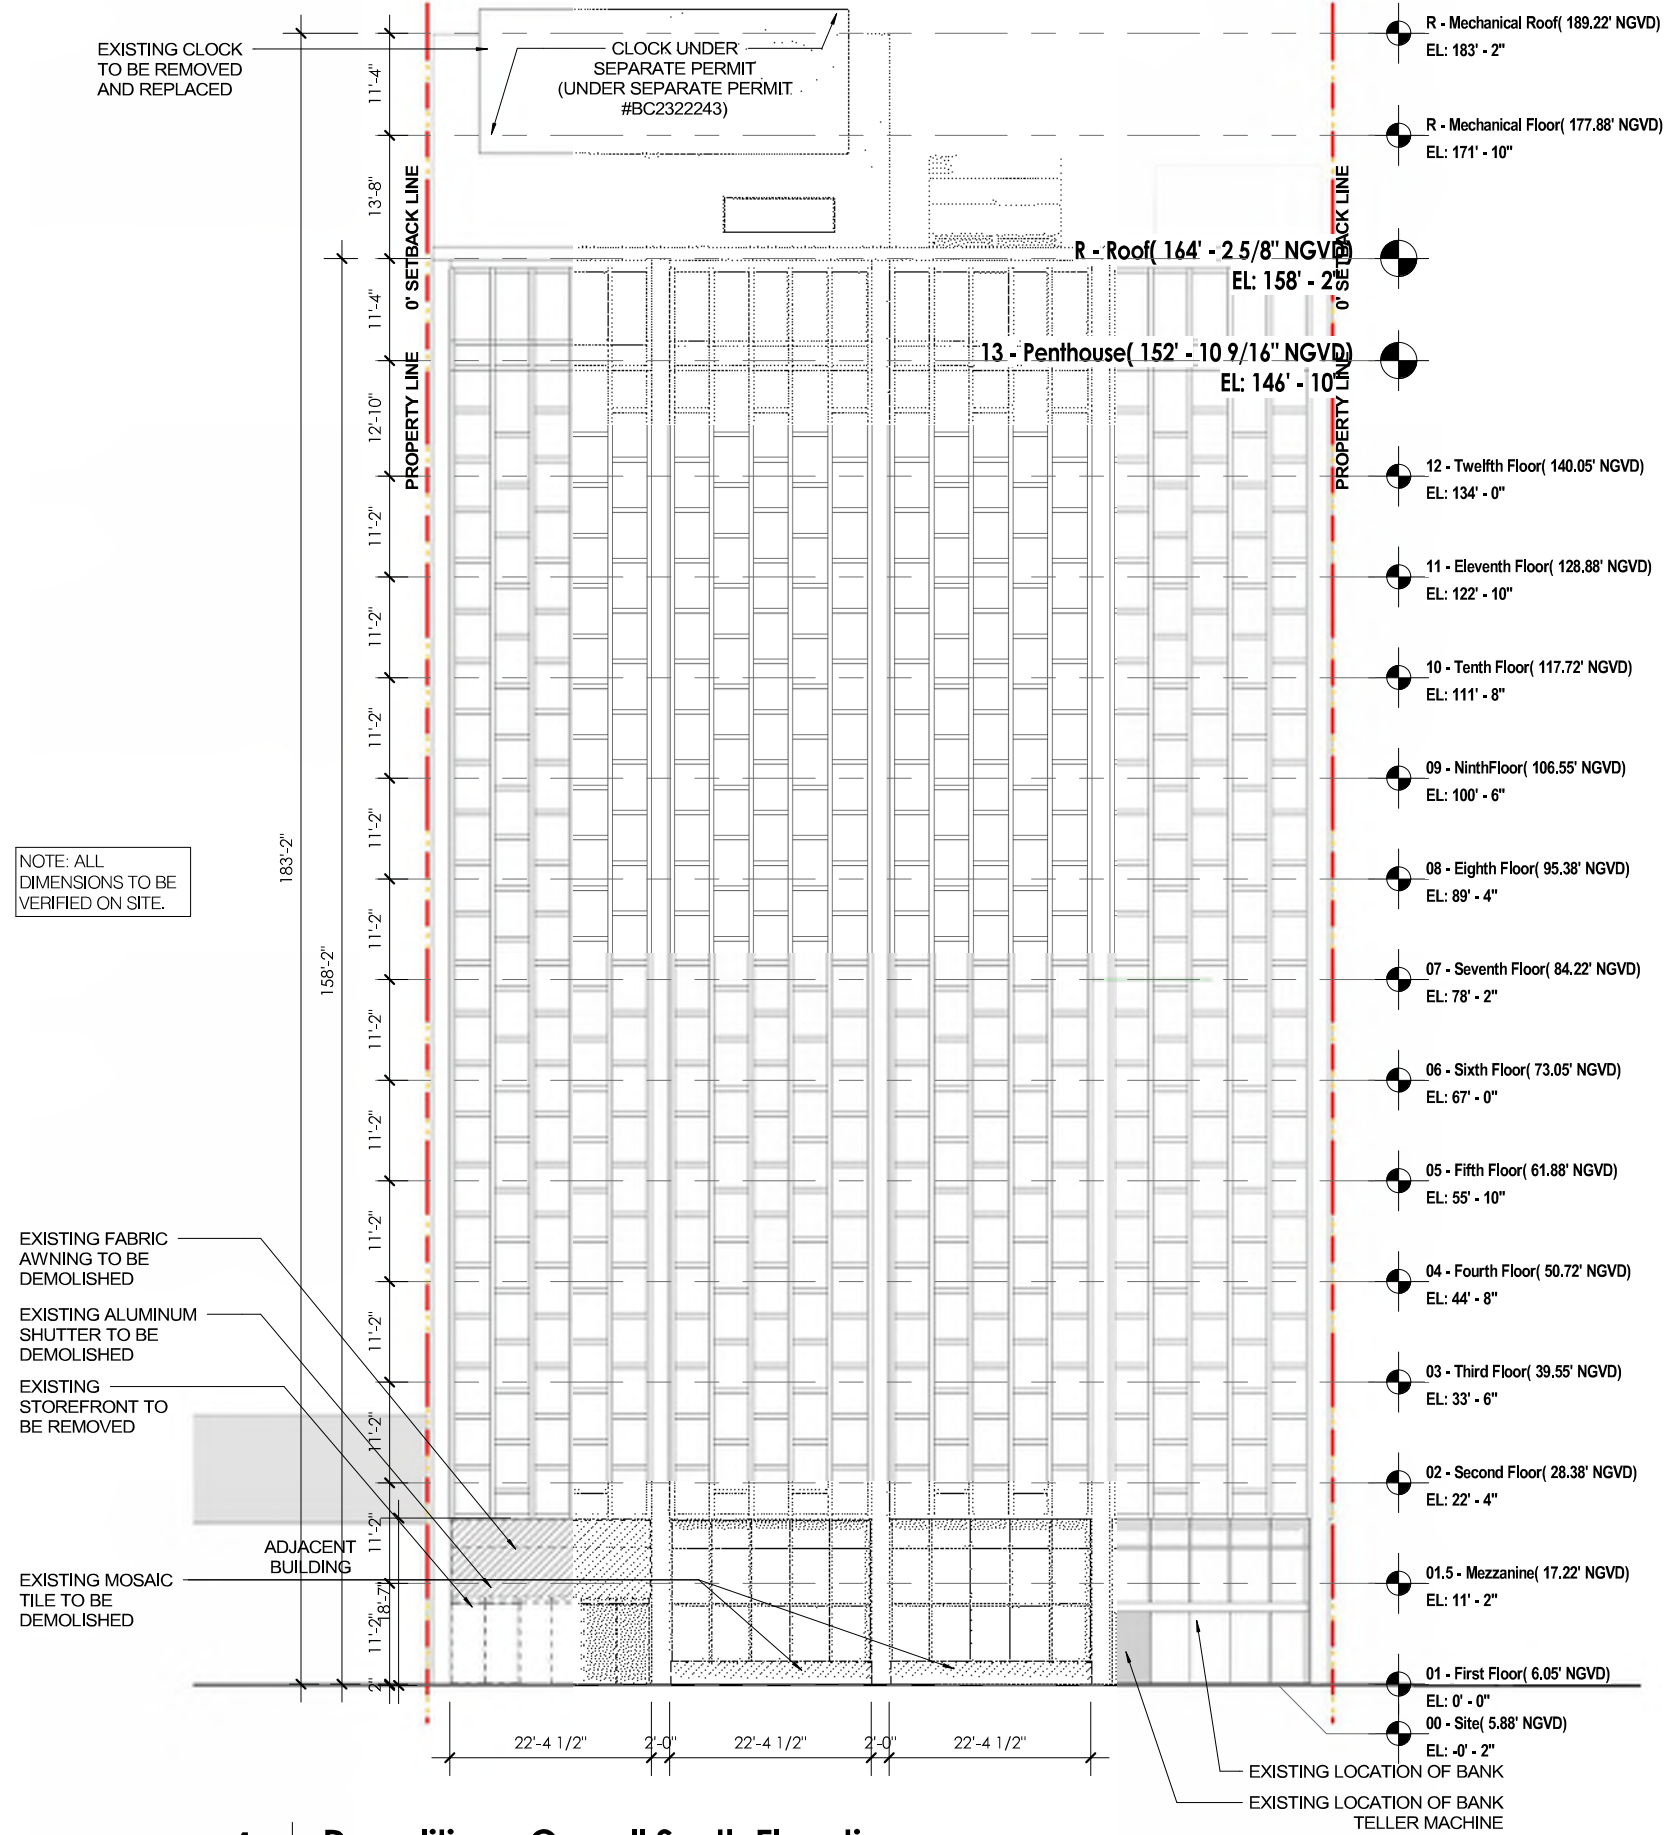 EXISTING CLOCK
TO BE REMOVED
AND REPLACED
CLOCK UNDER
SEPARATE PERMIT
(UNDER SEPARATE PERMIT
#BC2322243)
R - Mechanical Roof( 189.22' NGVD)
EL: 183' - 2"
R - Mechanical Floor( 177.88' NGVD)
EL: 171' - 10"
R - Roof( 164' - 2 5/8" NGVD)
EL: 158' - 2"
13 - Penthouse( 152' - 10 9/16" NGVD)
EL: 146' - 10"
12 - Twelfth Floor( 140.05' NGVD)
EL: 134' - 0"
11 - Eleventh Floor( 128.88' NGVD)
EL: 122' - 10"
10 - Tenth Floor( 117.72' NGVD)
EL: 111' - 8"
09 - NinthFloor( 106.55' NGVD)
EL: 100' - 6"
08 - Eighth Floor( 95.38' NGVD)
EL: 89' - 4"
07 - Seventh Floor( 84.22' NGVD)
EL: 78' - 2"
06 - Sixth Floor( 73.05' NGVD)
EL: 67' - 0"
05 - Fifth Floor( 61.88' NGVD)
EL: 55' - 10"
04 - Fourth Floor( 50.72' NGVD)
EL: 44' - 8"
03 - Third Floor( 39.55' NGVD)
EL: 33' - 6"
02 - Second Floor( 28.38' NGVD)
EL: 22' - 4"
01.5 - Mezzanine( 17.22' NGVD)
EL: 11' - 2"
01 - First Floor( 6.05' NGVD)
EL: 0' - 0"
00 - Site( 5.88' NGVD)
EL: -0' - 2"
0' SETBACK LINE
PROPERTY LINE
0' SETBACK LINE
PROPERTY LINE
11'-4"
13'-8"
11'-4"
12'-10"
11'-2"
11'-2"
11'-2"
11'-2"
11'-2"
11'-2"
11'-2"
11'-2"
11'-2"
11'-2"
11'-2"
11'-2"
18'-7"
2"
183'-2"
158'-2"
NOTE: ALL
DIMENSIONS TO BE
VERIFIED ON SITE.
EXISTING FABRIC
AWNING TO BE
DEMOLISHED
EXISTING ALUMINUM
SHUTTER TO BE
DEMOLISHED
EXISTING
STOREFRONT TO
BE REMOVED
ADJACENT
BUILDING
EXISTING MOSAIC
TILE TO BE
DEMOLISHED
22'-4 1/2"
2'-0"
22'-4 1/2"
2'-0"
22'-4 1/2"
EXISTING LOCATION OF BANK
EXISTING LOCATION OF BANK
TELLER MACHINE